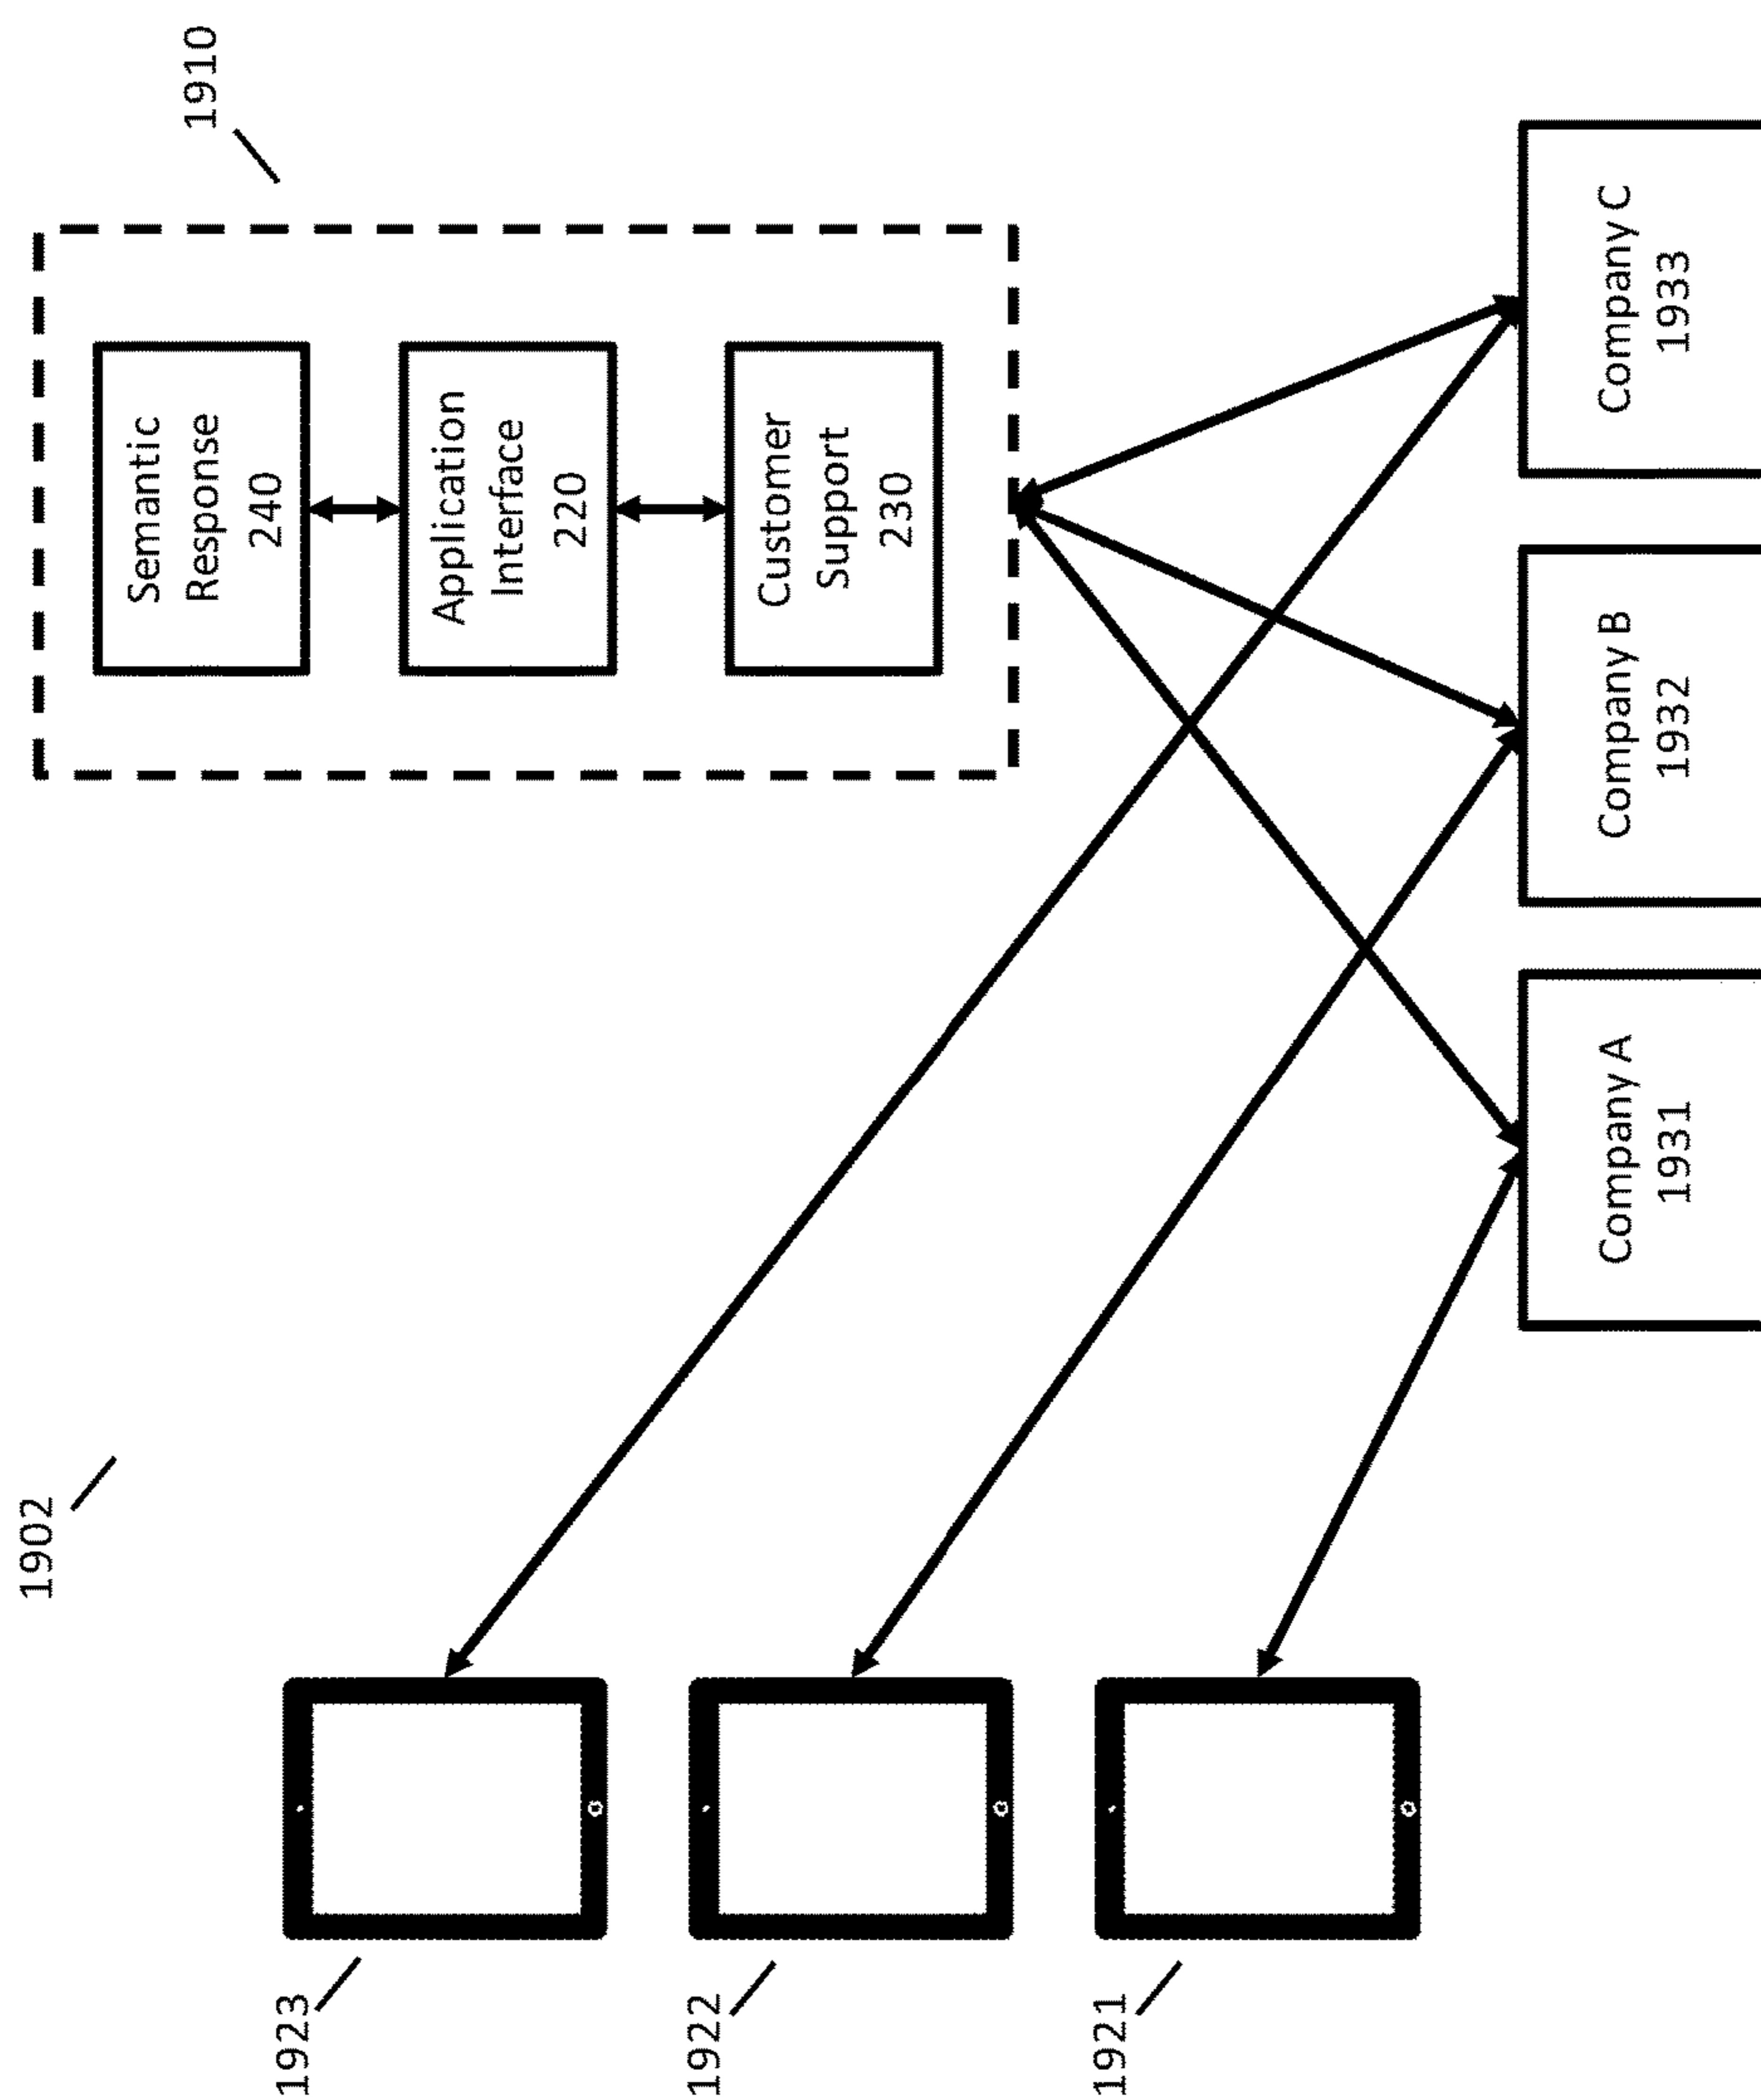 1902
1910
Semantic
Response
240
Application
Interface
220
Customer
Support
230
1923
1922
1921
Company A
1931
Company B
1932
Company C
1933